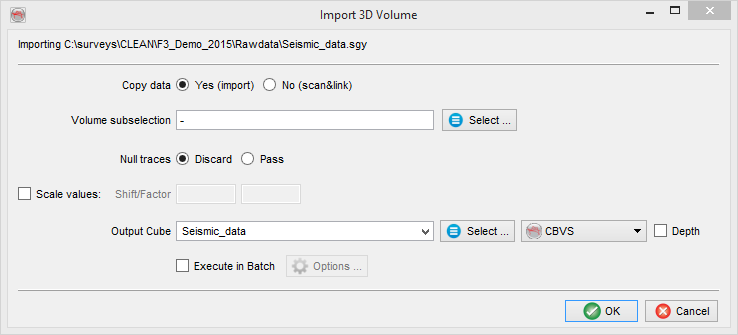 Import 3D Volume
Importing C:\surveys\CLEAN\F3_Demo_2015\Rawdata\Seismic_data.sgy
Copy data Yes (import) No (scan&link)
Volume subselection - Select ...
Null traces Discard Pass
Scale values: Shift/Factor
Output Cube Seismic_data Select ... CBVS Depth
Execute in Batch Options ...
OK Cancel